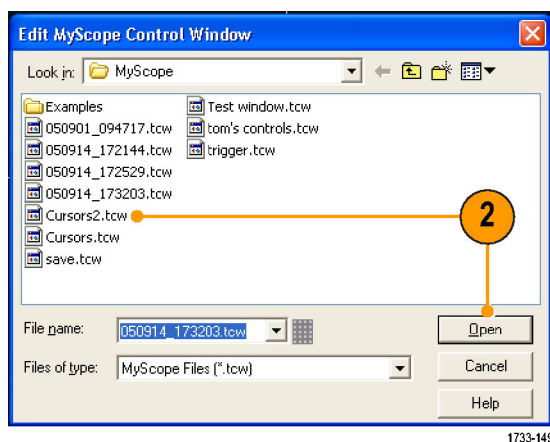 Edit MyScope Control Window
Look in: MyScope
Examples
050901_094717.tcw
050914_172144.tcw
050914_172529.tcw
050914_173203.tcw
Cursors2.tcw
Cursors.tcw
save.tcw
Test window.tcw
tom's controls.tcw
trigger.tcw
2
File name: 050914_173203.tcw Open
Files of type: MyScope Files (*.tcw) Cancel
Help
1733-149